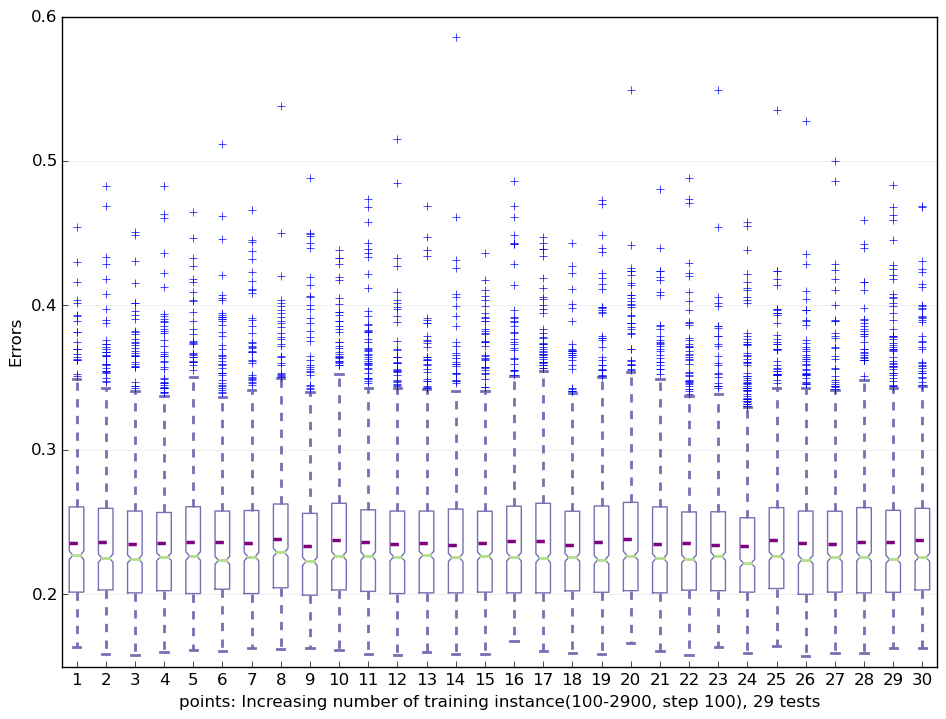 0.6
0.5
0.4
0.3
0.2
Errors
1 2 3 4 5 6 7 8 9 10 11 12 13 14 15 16 17 18 19 20 21 22 23 24 25 26 27 28 29 30
points: Increasing number of training instance(100-2900, step 100), 29 tests